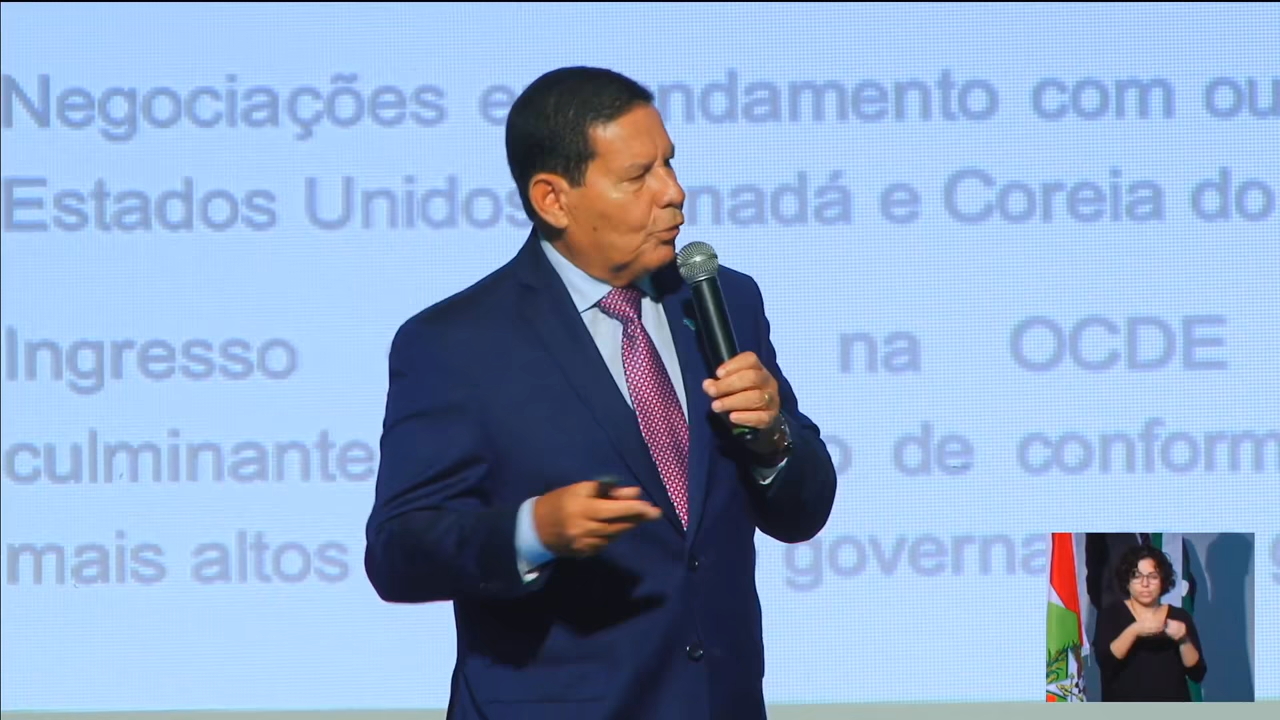 Negociações e ndamento com ou
Estados Unidos nadá e Coreia do
Ingresso na OCDE
culminante o de conform
mais altos governa g